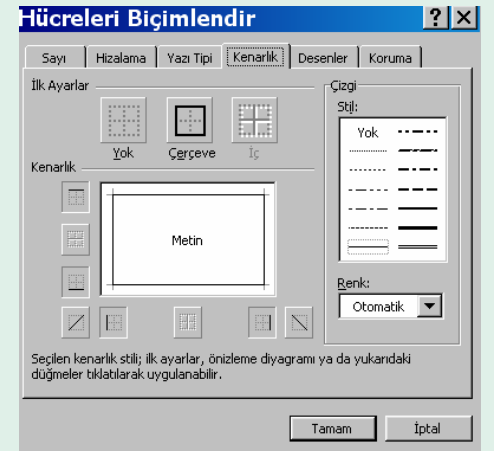 Hücreleri Biçimlendir
Sayı Hizalama Yazı Tipi Kenarlık Desenler Koruma
İlk Ayarlar
Yok Çerçeve İç
Kenarlık
Metin
Çizgi
Stil:
Yok
Renk:
Otomatik
Seçilen kenarlık stili; ilk ayarlar, önizleme diyagramı ya da yukarıdaki
düğmeler tıklatılarak uygulanabilir.
Tamam İptal